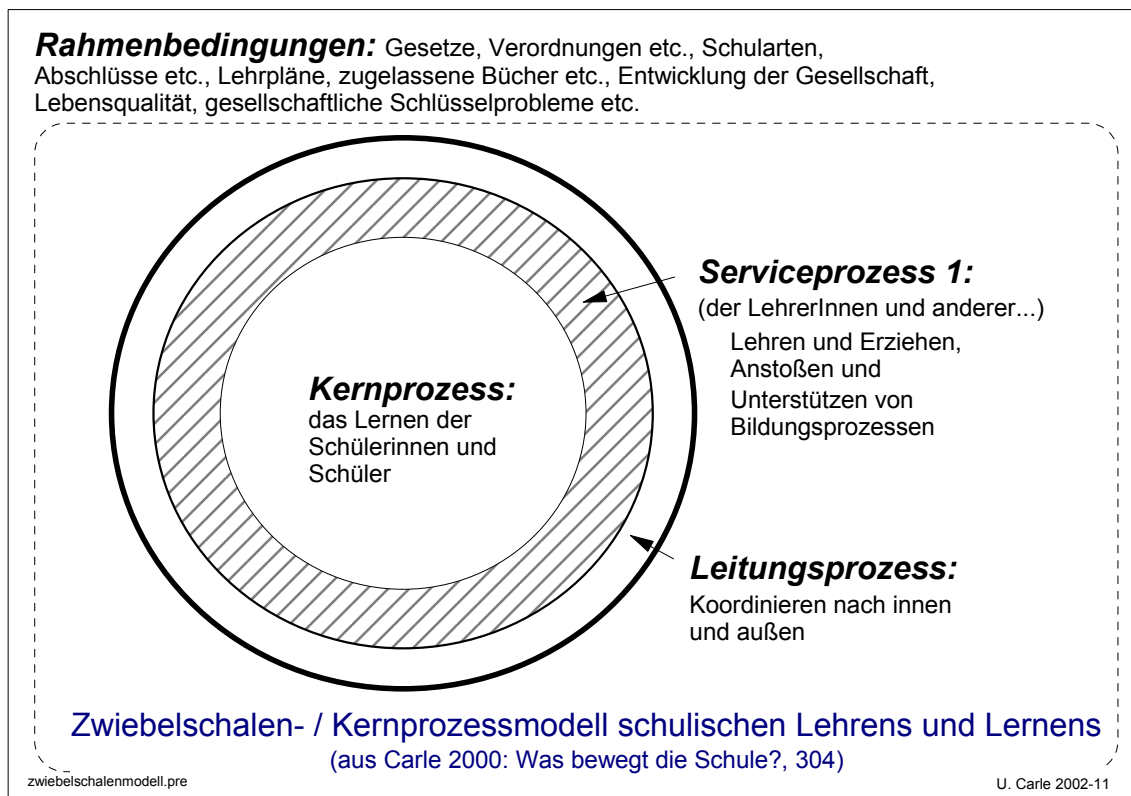 Rahmenbedingungen: Gesetze, Verordnungen etc., Schularten,
Abschlüsse etc., Lehrpläne, zugelassene Bücher etc., Entwicklung der Gesellschaft,
Lebensqualität, gesellschaftliche Schlüsselprobleme etc.
Serviceprozess 1:
(der LehrerInnen und anderer...)
Lehren und Erziehen,
Anstoßen und
Unterstützen von
Bildungsprozessen
Kernprozess:
das Lernen der
Schülerinnen und
Schüler
Leitungsprozess:
Koordinieren nach innen
und außen
Zwiebelschalen- / Kernprozessmodell schulischen Lehrens und Lernens
(aus Carle 2000: Was bewegt die Schule?, 304)
zwiebelschalenmodell.pre
U. Carle 2002-11